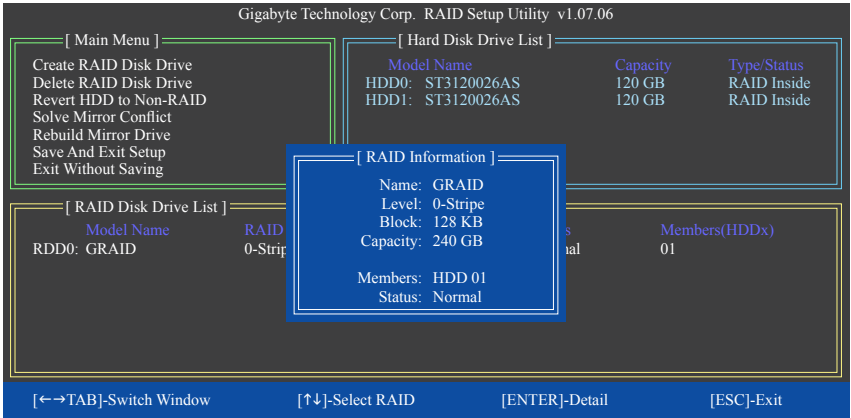 Gigabyte Technology Corp. RAID Setup Utility v1.07.06
[ Main Menu ]
Create RAID Disk Drive
Delete RAID Disk Drive
Revert HDD to Non-RAID
Solve Mirror Conflict
Rebuild Mirror Drive
Save And Exit Setup
Exit Without Saving
[ Hard Disk Drive List ]
Model Name Capacity Type/Status
HDD0: ST3120026AS 120 GB RAID Inside
HDD1: ST3120026AS 120 GB RAID Inside
[ RAID Information ]
Name: GRAID
Level: 0-Stripe
Block: 128 KB
Capacity: 240 GB
Members: HDD 01
Status: Normal
[ RAID Disk Drive List ]
Model Name RAID Members(HDDx)
RDD0: GRAID 0-Strip 01
[←→TAB]-Switch Window [↑↓]-Select RAID [ENTER]-Detail [ESC]-Exit